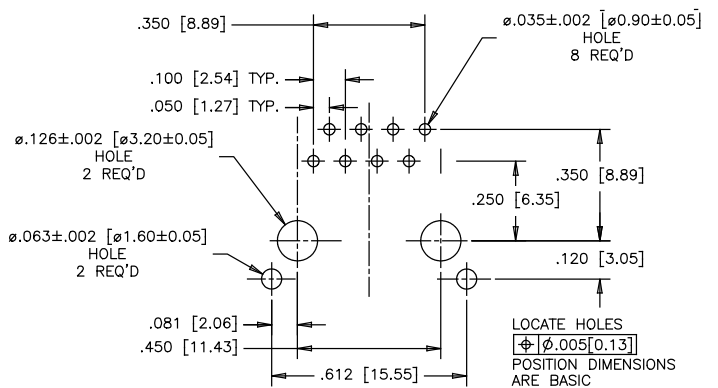 .350 [8.89]
ø.035±.002 [ø0.90±0.05]
HOLE
8 REQ'D
.100 [2.54] TYP.
.050 [1.27] TYP.
ø.126±.002 [ø3.20±0.05]
HOLE
2 REQ'D
.350 [8.89]
.250 [6.35]
ø.063±.002 [ø1.60±0.05]
HOLE
2 REQ'D
.120 [3.05]
.081 [2.06]
.450 [11.43]
.612 [15.55]
LOCATE HOLES
⌖ Ø.005[0.13]
POSITION DIMENSIONS
ARE BASIC